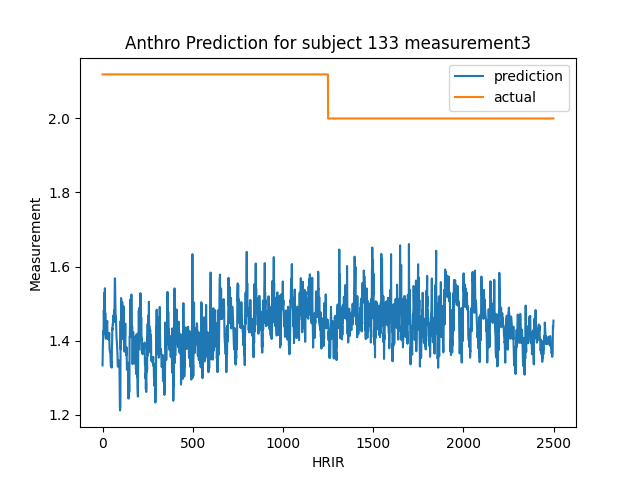 Anthro Prediction for subject 133 measurement3
prediction
actual
Measurement
2.0
1.8
1.6
1.4
1.2
0 500 1000 1500 2000 2500
HRIR